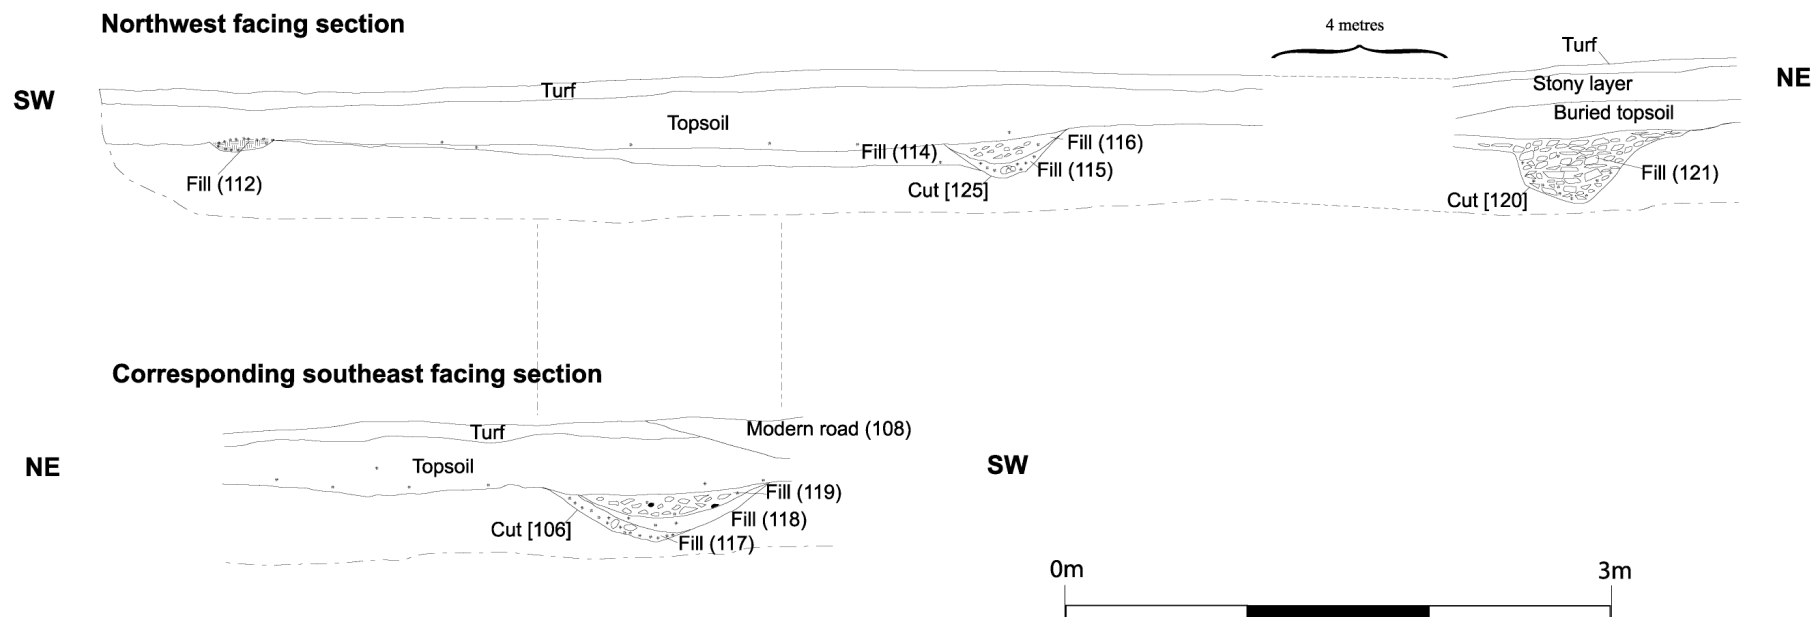 Northwest facing section
4 metres
Turf
SW
NE
Turf
Stony layer
Topsoil
Buried topsoil
Fill (114)
Fill (116)
Fill (115)
Fill (112)
Cut [125]
Fill (121)
Cut [120]
Corresponding southeast facing section
Turf
Modern road (108)
NE
Topsoil
SW
Fill (119)
Fill (118)
Cut [106]
Fill (117)
0m
3m